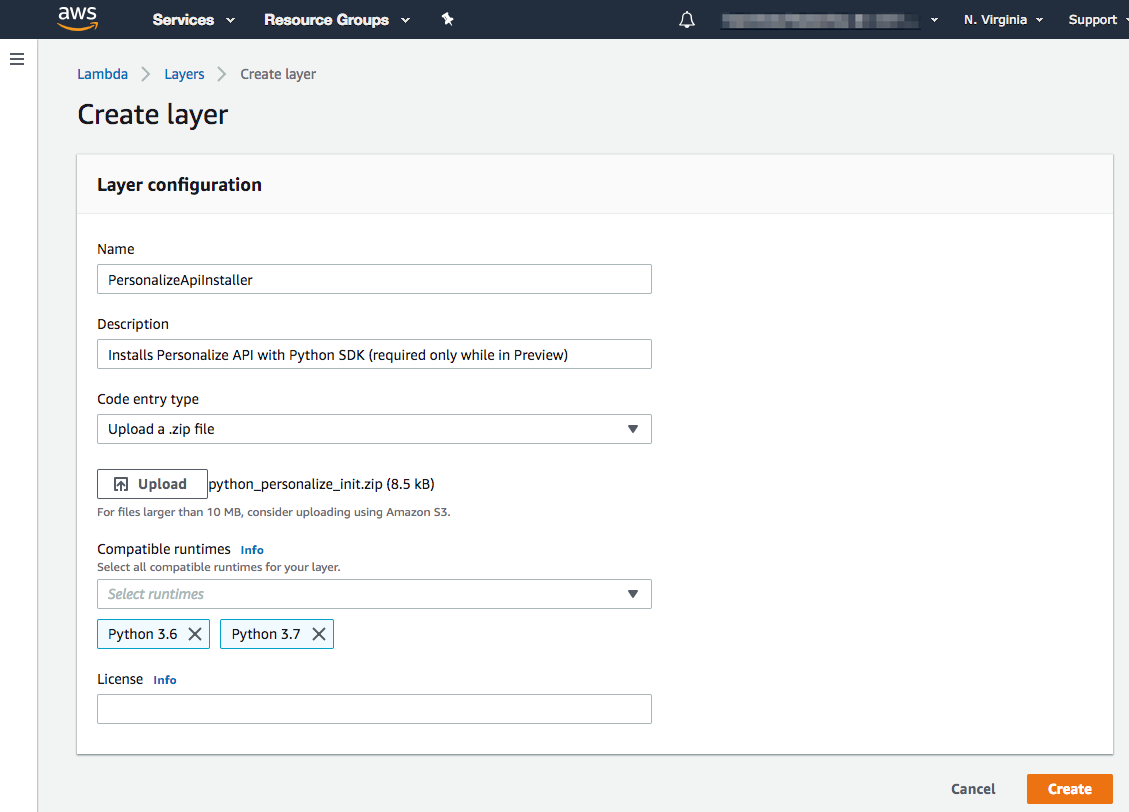 aws Services Resource Groups N. Virginia Support
Lambda Layers Create layer
Create layer
Layer configuration
Name
PersonalizeApiInstaller
Description
Installs Personalize API with Python SDK (required only while in Preview)
Code entry type
Upload a .zip file
Upload python_personalize_init.zip (8.5 kB)
For files larger than 10 MB, consider uploading using Amazon S3.
Compatible runtimes Info
Select all compatible runtimes for your layer.
Select runtimes
Python 3.6 Python 3.7
License Info
Cancel Create